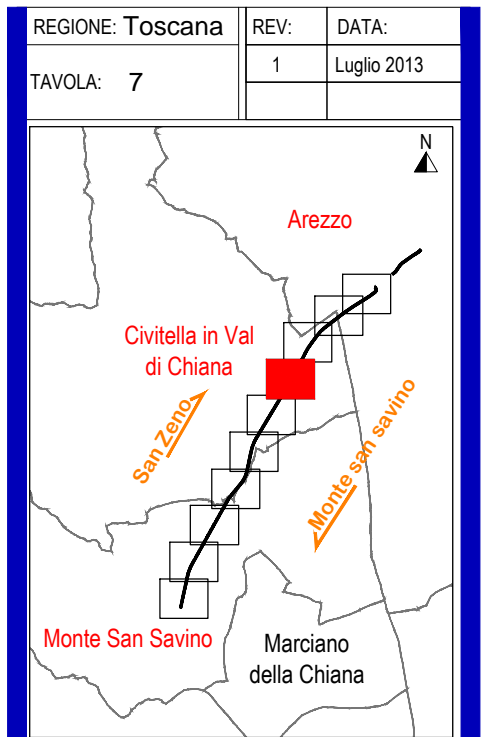 REGIONE: Toscana
REV:
DATA:
TAVOLA: 7
1
Luglio 2013
N
Arezzo
Civitella in Val
di Chiana
San Zeno
Monte san savino
Monte San Savino
Marciano
della Chiana